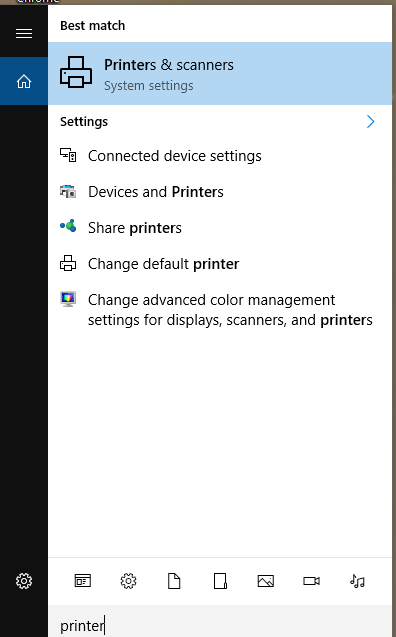 Chrome
Best match
Printers & scanners
System settings
Settings
Connected device settings
Devices and Printers
Share printers
Change default printer
Change advanced color management
settings for displays, scanners, and printers
printer